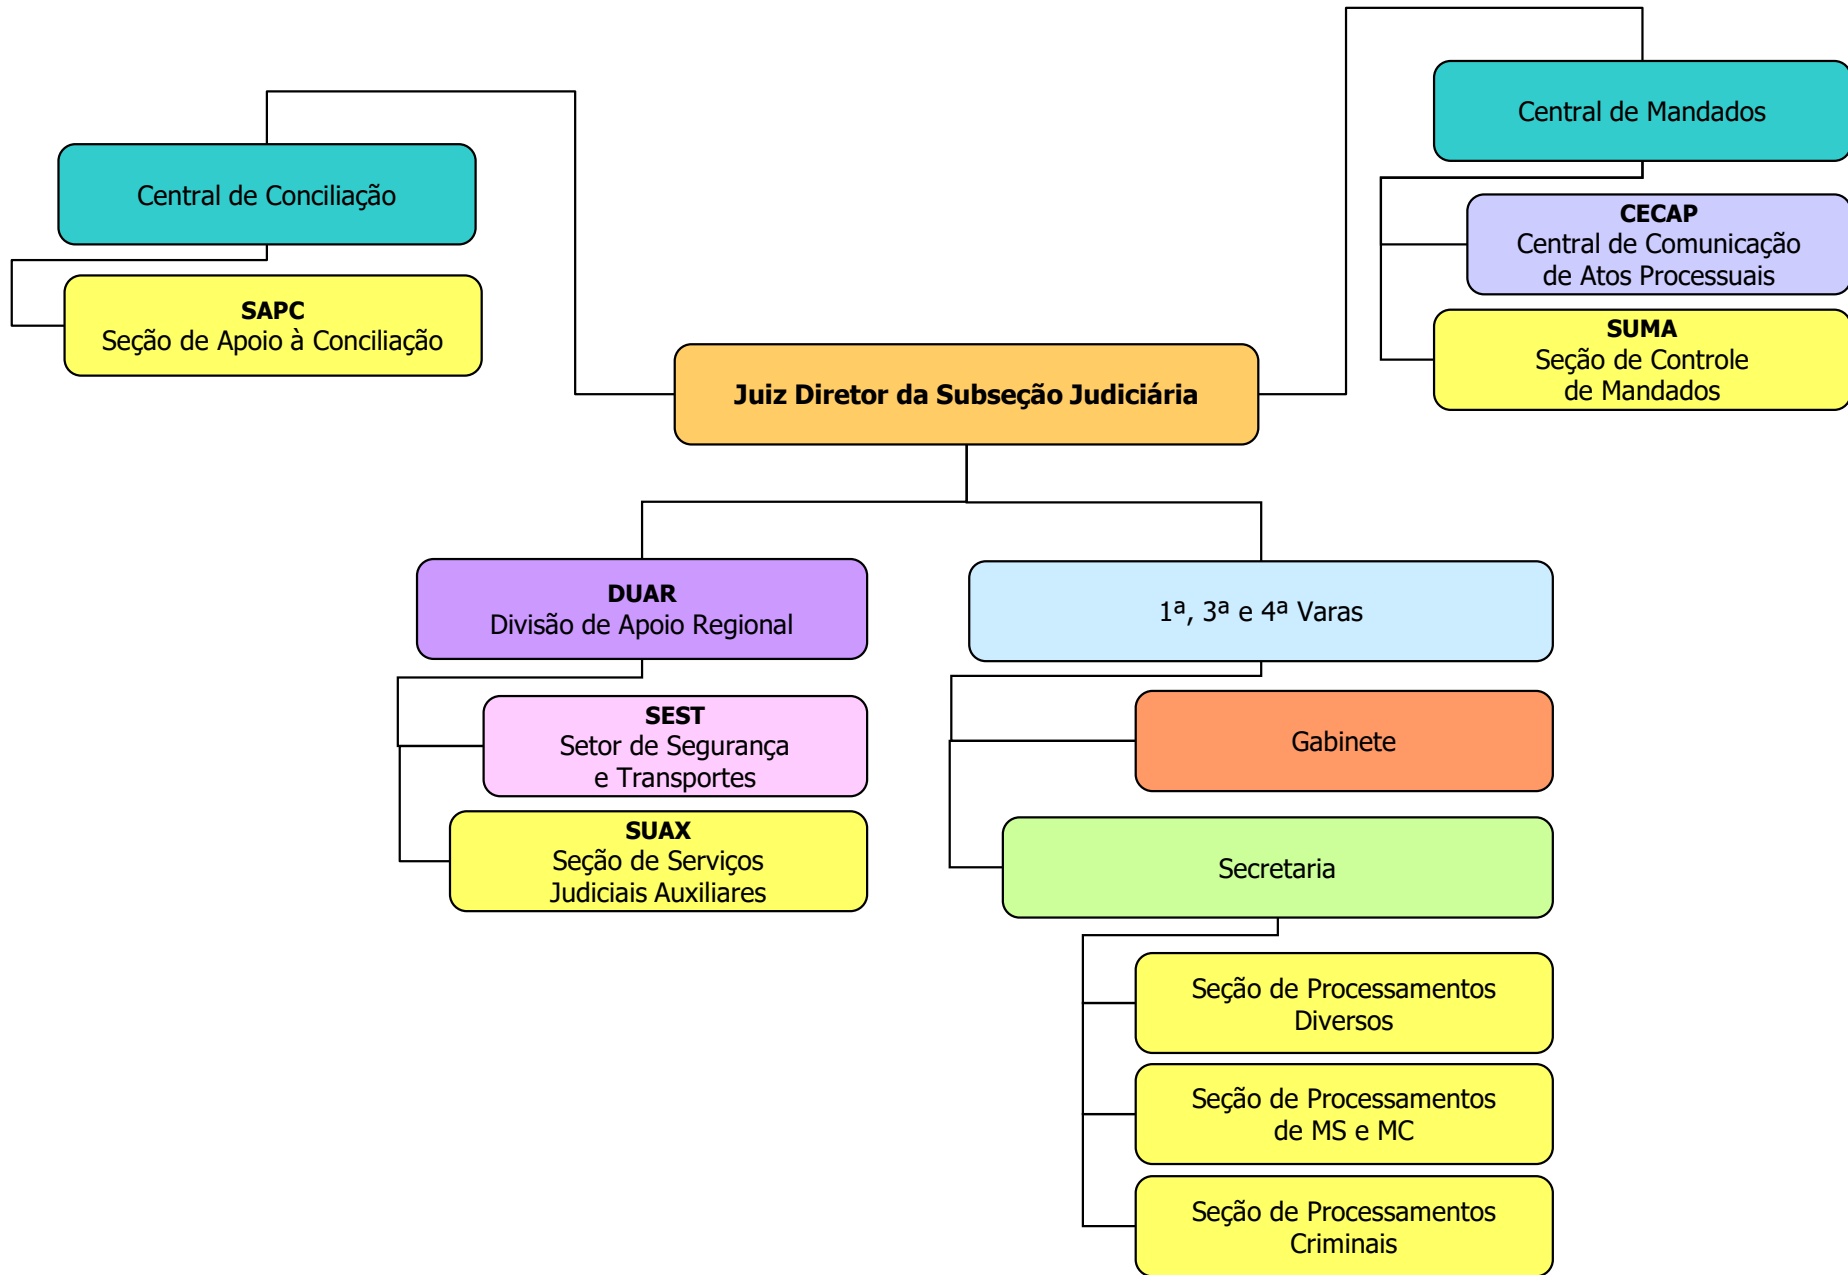 Central de Mandados
Central de Conciliação
CECAP
Central de Comunicação
de Atos Processuais
SAPC
Seção de Apoio à Conciliação
SUMA
Seção de Controle
de Mandados
Juiz Diretor da Subseção Judiciária
DUAR
Divisão de Apoio Regional
1ª, 3ª e 4ª Varas
SEST
Setor de Segurança
e Transportes
Gabinete
SUAX
Seção de Serviços
Judiciais Auxiliares
Secretaria
Seção de Processamentos
Diversos
Seção de Processamentos
de MS e MC
Seção de Processamentos
Criminais